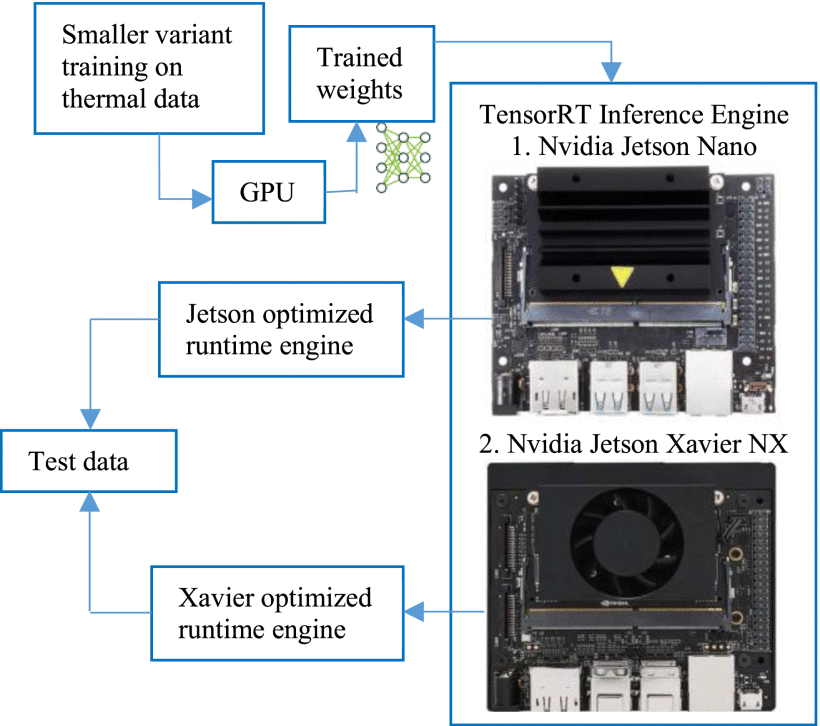 Smaller variant
training on
thermal data
Trained
weights
GPU
TensorRT Inference Engine
1. Nvidia Jetson Nano
Jetson optimized
runtime engine
Test data
2. Nvidia Jetson Xavier NX
Xavier optimized
runtime engine
NVIDIA